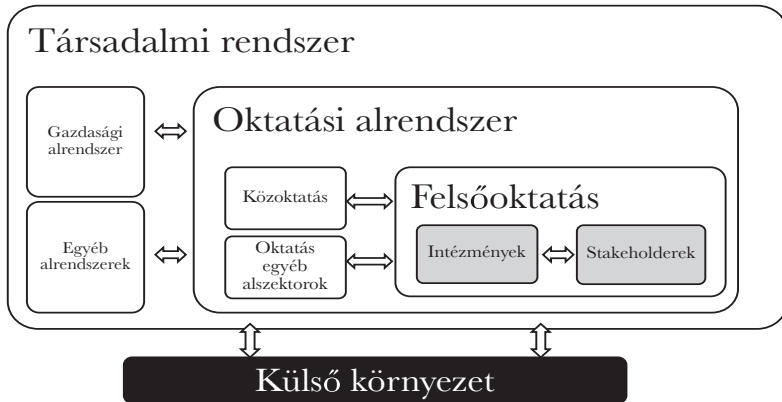 Társadalmi rendszer
Gazdasági
alrendszer
Oktatási alrendszer
Közoktatás
Felsőoktatás
Egyéb
alrendszerek
Oktatás
egyéb
alszektorok
Intézmények
Stakeholderek
Külső környezet